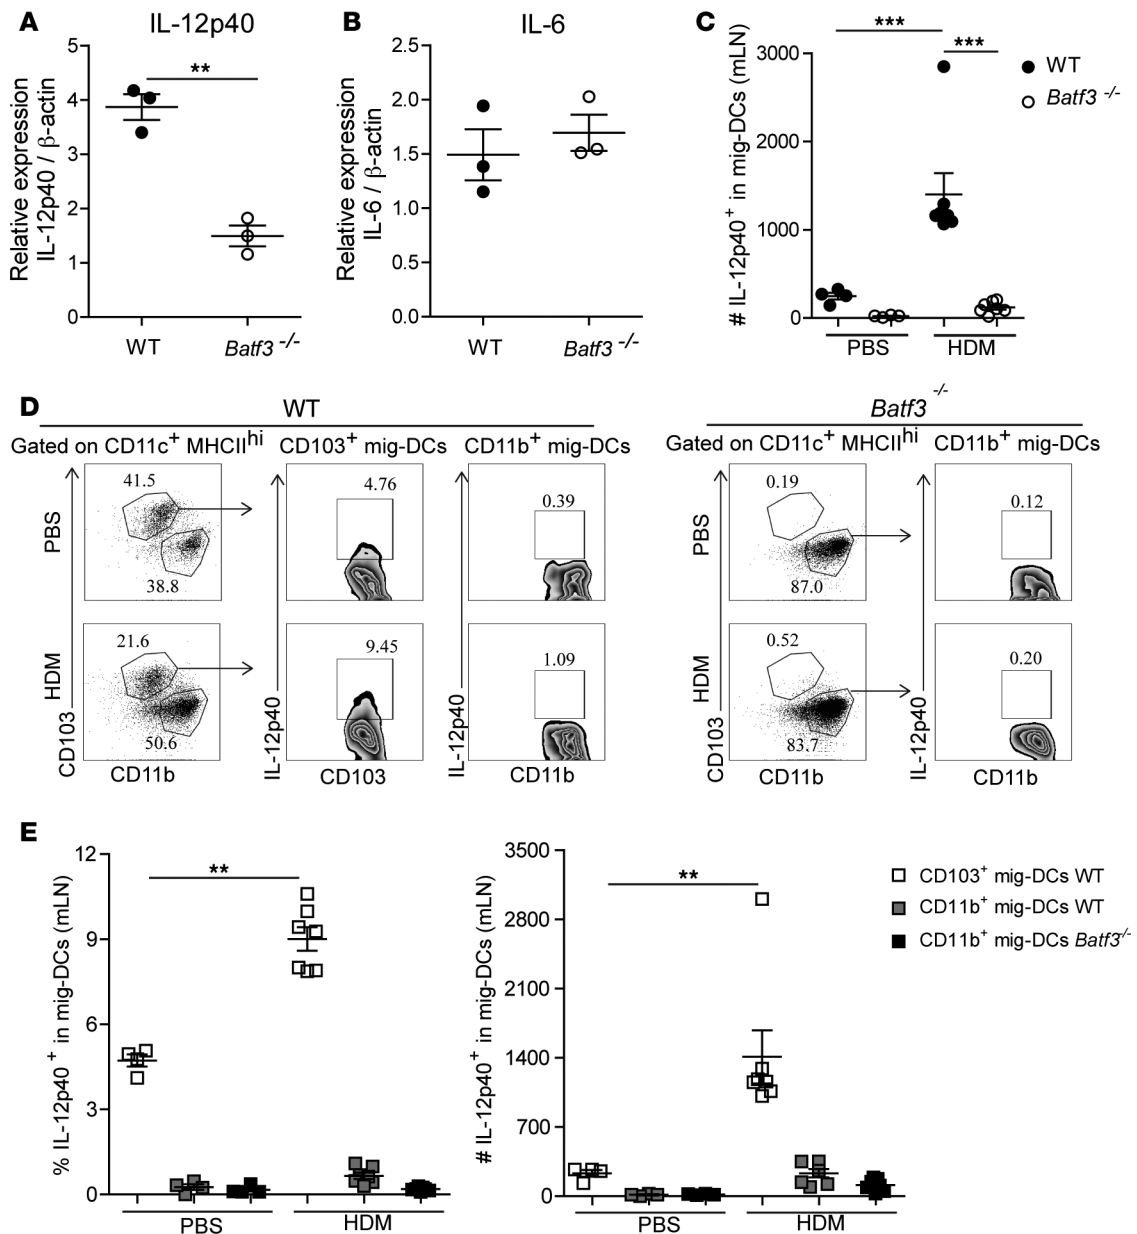 A
IL-12p40
Relative expression
IL-12p40 / β-actin
5
4
3
2
1
0
**
WT
Batf3 -/-
B
IL-6
Relative expression
IL-6 / β-actin
2.5
2.0
1.5
1.0
0.5
0.0
WT
Batf3 -/-
C
# IL-12p40+ in mig-DCs (mLN)
3000
2000
1000
0
***
***
WT
Batf3 -/-
PBS
HDM
D
WT
Batf3 -/-
Gated on CD11c+ MHCIIhi
CD103+ mig-DCs
CD11b+ mig-DCs
Gated on CD11c+ MHCIIhi
CD11b+ mig-DCs
PBS
41.5
38.8
4.76
0.39
PBS
0.19
87.0
0.12
HDM
21.6
50.6
9.45
1.09
HDM
0.52
83.7
0.20
CD103
IL-12p40
IL-12p40
CD103
IL-12p40
CD11b
CD103
CD11b
CD11b
CD11b
E
% IL-12p40 + in mig-DCs (mLN)
12
9
6
3
0
**
PBS
HDM
# IL-12p40+ in mig-DCs (mLN)
3500
2800
2100
1400
700
0
**
PBS
HDM
CD103+ mig-DCs WT
CD11b+ mig-DCs WT
CD11b+ mig-DCs Batf3-/-